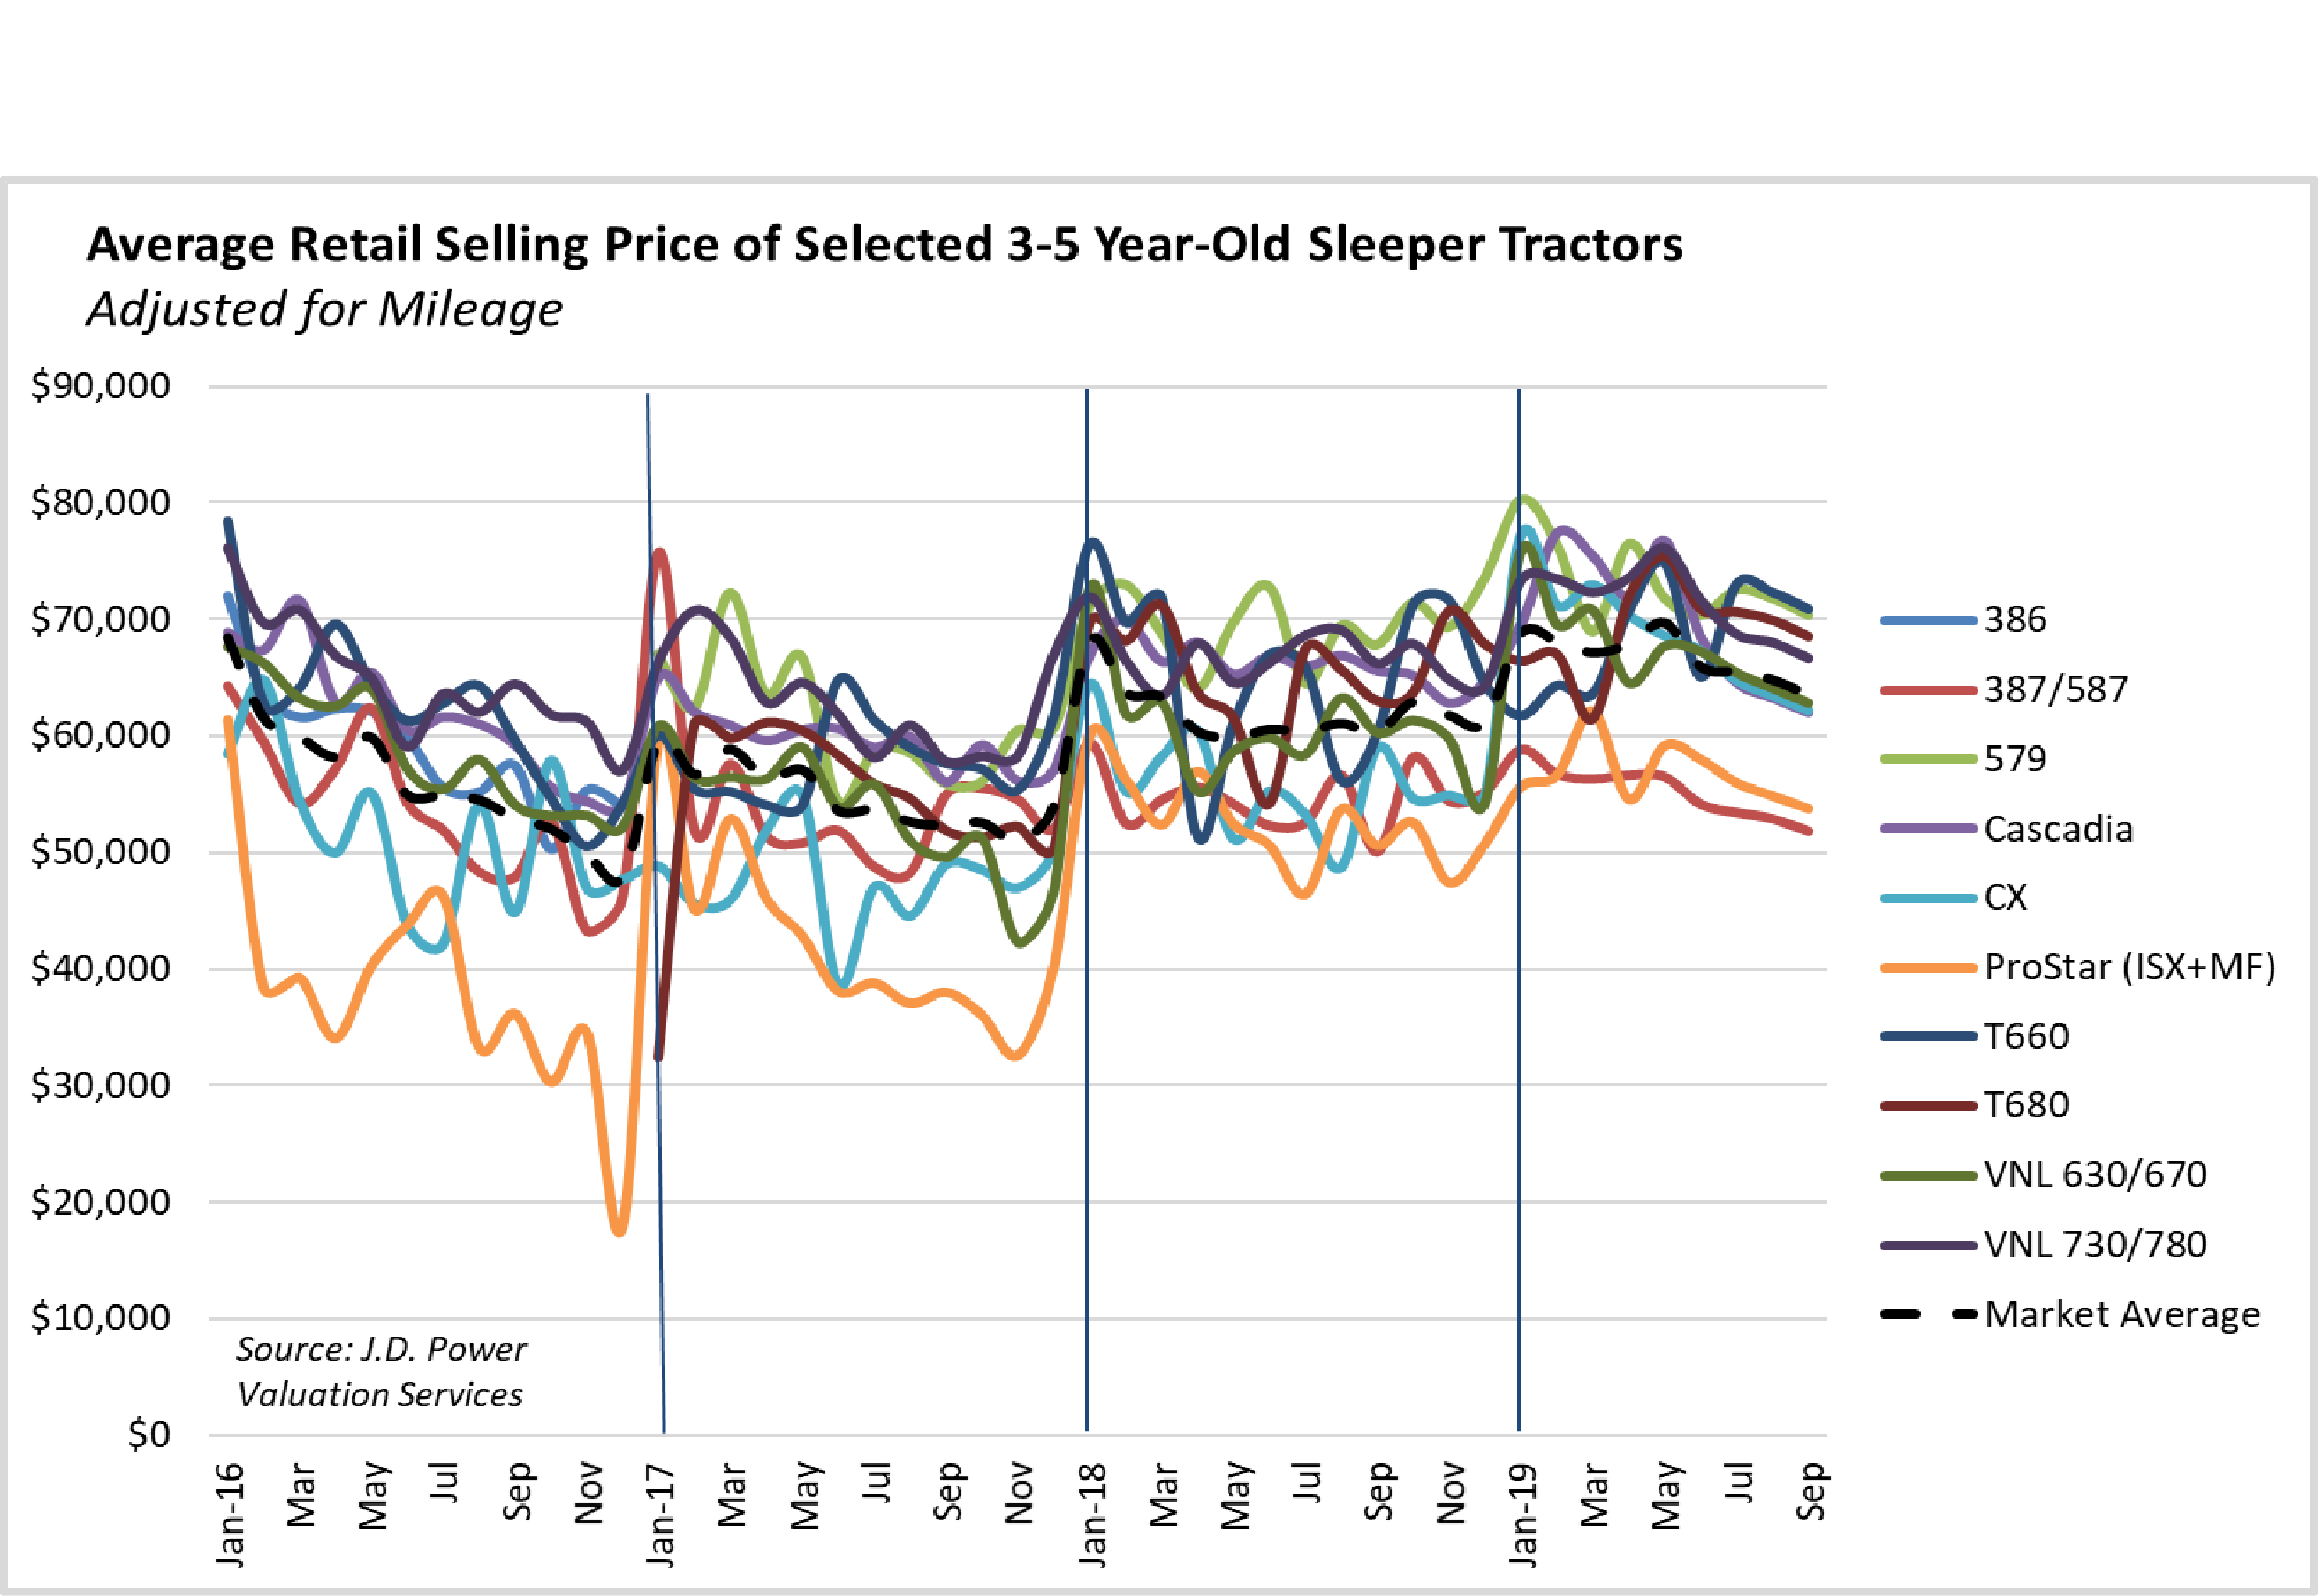 Average Retail Selling Price of Selected 3-5 Year-Old Sleeper Tractors
Adjusted for Mileage
$90,000
$80,000
$70,000
$60,000
$50,000
$40,000
$30,000
$20,000
$10,000
$0
Source: J.D. Power
Valuation Services
Jan-16
Mar
May
Jul
Sep
Nov
Jan-17
Mar
May
Jul
Sep
Nov
Jan-18
Mar
May
Jul
Sep
Nov
Jan-19
Mar
May
Jul
Sep
386
387/587
579
Cascadia
CX
ProStar (ISX+MF)
T660
T680
VNL 630/670
VNL 730/780
Market Average